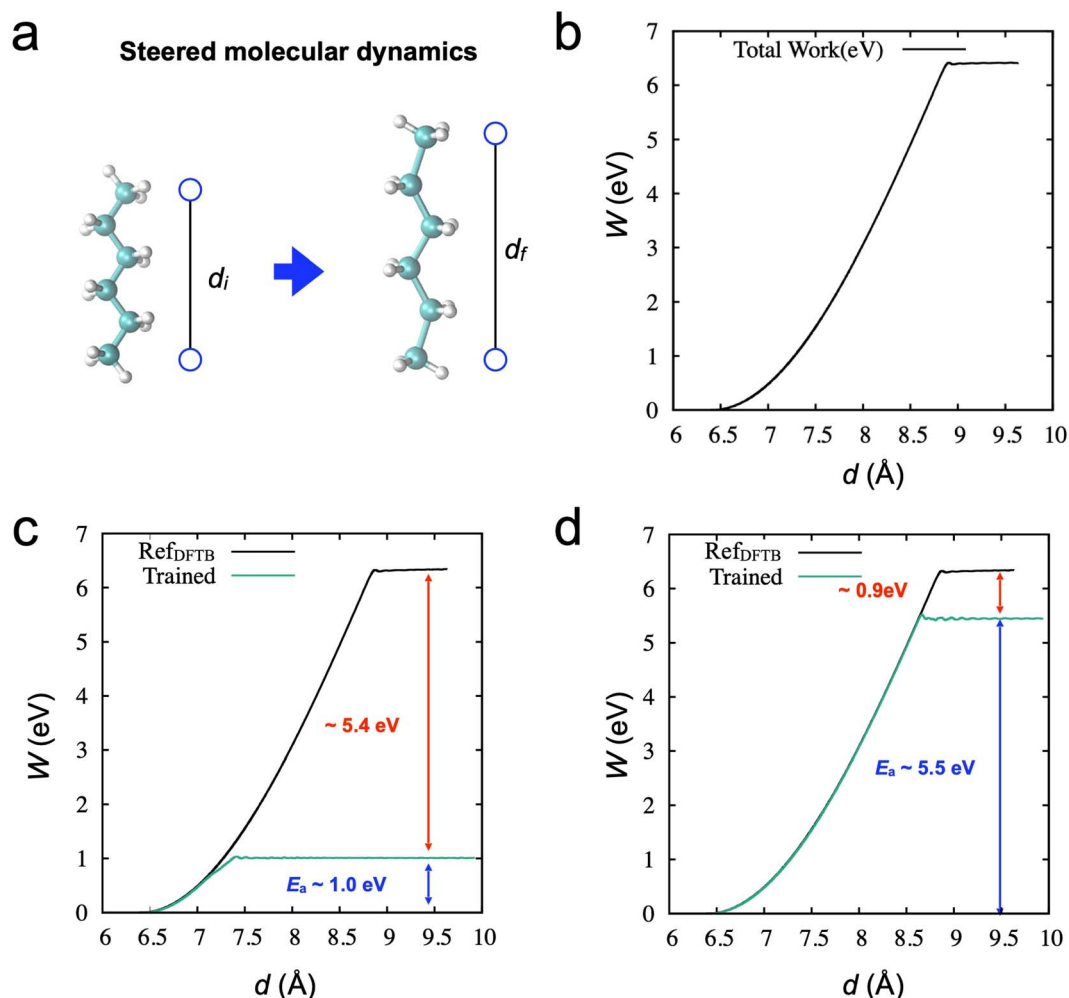 a
Steered molecular dynamics
d_i
d_f
b
Total Work(eV)
W (eV)
7
6
5
4
3
2
1
0
6 6.5 7 7.5 8 8.5 9 9.5 10
d (Å)
c
Ref_DFTB
Trained
W (eV)
7
6
5
4
3
2
1
0
~ 5.4 eV
E_a ~ 1.0 eV
6 6.5 7 7.5 8 8.5 9 9.5 10
d (Å)
d
Ref_DFTB
Trained
~ 0.9eV
W (eV)
7
6
5
4
3
2
1
0
E_a ~ 5.5 eV
6 6.5 7 7.5 8 8.5 9 9.5 10
d (Å)